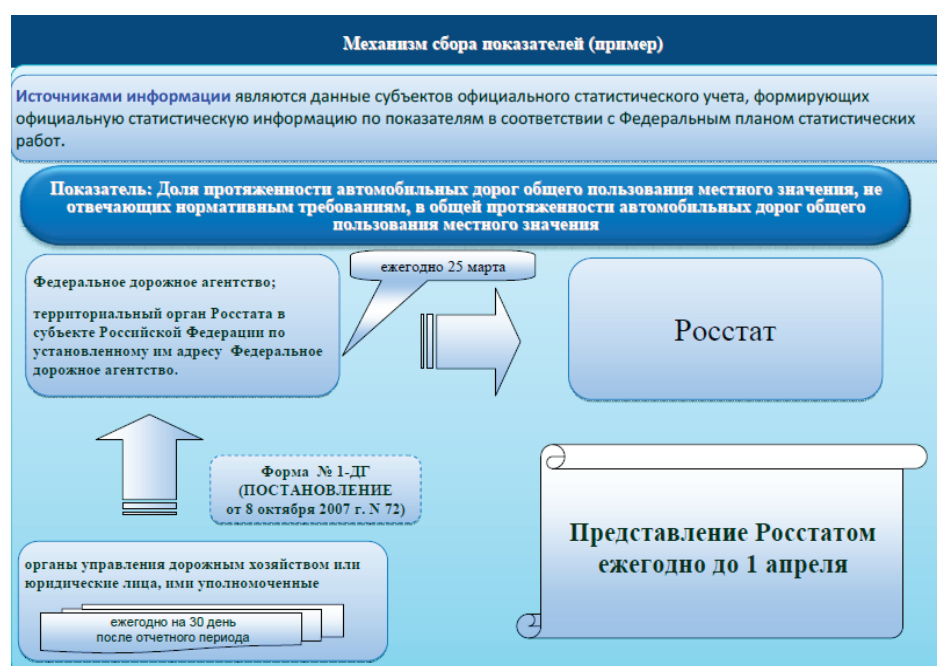 Механизм сбора показателей (пример)
Источниками информации являются данные субъектов официального статистического учета, формирующих
официальную статистическую информацию по показателям в соответствии с Федеральным планом статистических
работ.
Показатель: Доля протяженности автомобильных дорог общего пользования местного значения, не
отвечающих нормативным требованиям, в общей протяженности автомобильных дорог общего
пользования местного значения
ежегодно 25 марта
Федеральное дорожное агентство;
территориальный орган Росстата в
субъекте Российской Федерации по
установленному им адресу Федеральное
дорожное агентство.
Росстат
Форма № 1-ДГ
(ПОСТАНОВЛЕНИЕ
от 8 октября 2007 г. N 72)
органы управления дорожным хозяйством или
юридические лица, ими уполномоченные
ежегодно на 30 день
после отчетного периода
Представление Росстатом
ежегодно до 1 апреля